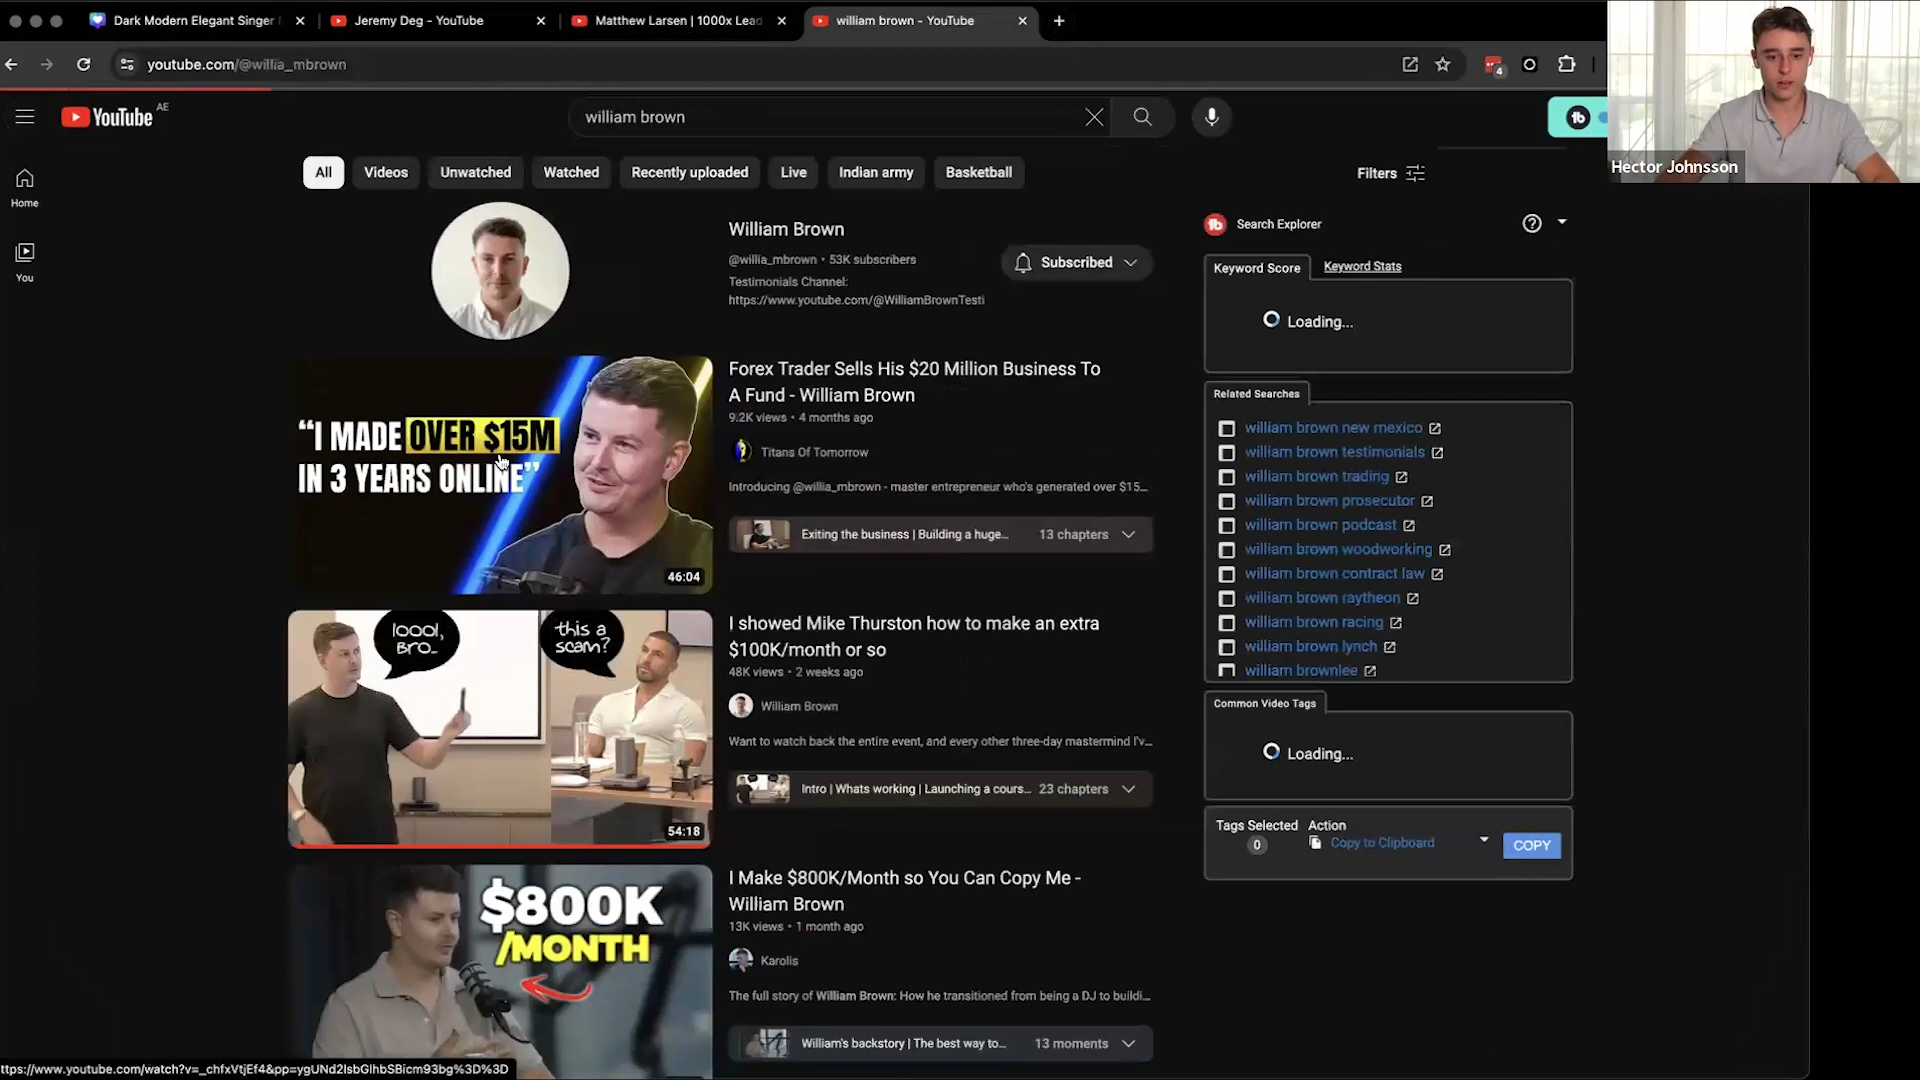 Dark Modern Elegant Singer
Jeremy Deg - YouTube
Matthew Larsen | 1000x Lead
william brown - YouTube
youtube.com/@willia_mbrown
4
YouTube
AE
william brown
Hector Johnsson
Home
You
All
Videos
Unwatched
Watched
Recently uploaded
Live
Indian army
Basketball
Filters
William Brown
@willia_mbrown • 53K subscribers
Testimonials Channel:
https://www.youtube.com/@WilliamBrownTesti
Subscribed
“I MADE OVER $15M
IN 3 YEARS ONLINE”
46:04
Forex Trader Sells His $20 Million Business To
A Fund - William Brown
9.2K views • 4 months ago
Titans Of Tomorrow
Introducing @willia_mbrown - master entrepreneur who's generated over $15...
Exiting the business | Building a huge...
13 chapters
loool,
BRO_
this a
scam?
54:18
I showed Mike Thurston how to make an extra
$100K/month or so
48K views • 2 weeks ago
William Brown
Want to watch back the entire event, and every other three-day mastermind I'v...
Intro | Whats working | Launching a cours...
23 chapters
$800K
/MONTH
I Make $800K/Month so You Can Copy Me -
William Brown
13K views • 1 month ago
Karolis
The full story of William Brown: How he transitioned from being a DJ to buildi...
William's backstory | The best way to...
13 moments
Search Explorer
Keyword Score
Keyword Stats
Loading...
Related Searches
william brown new mexico
william brown testimonials
william brown trading
william brown prosecutor
william brown podcast
william brown woodworking
william brown contract law
william brown raytheon
william brown racing
william brown lynch
william brownlee
Common Video Tags
Loading...
Tags Selected
0
Action
Copy to Clipboard
COPY
ttps://www.youtube.com/watch?v=_chfxVtjEf4&pp=ygUNd2lsbGlhbSBicm93bg%3D%3D